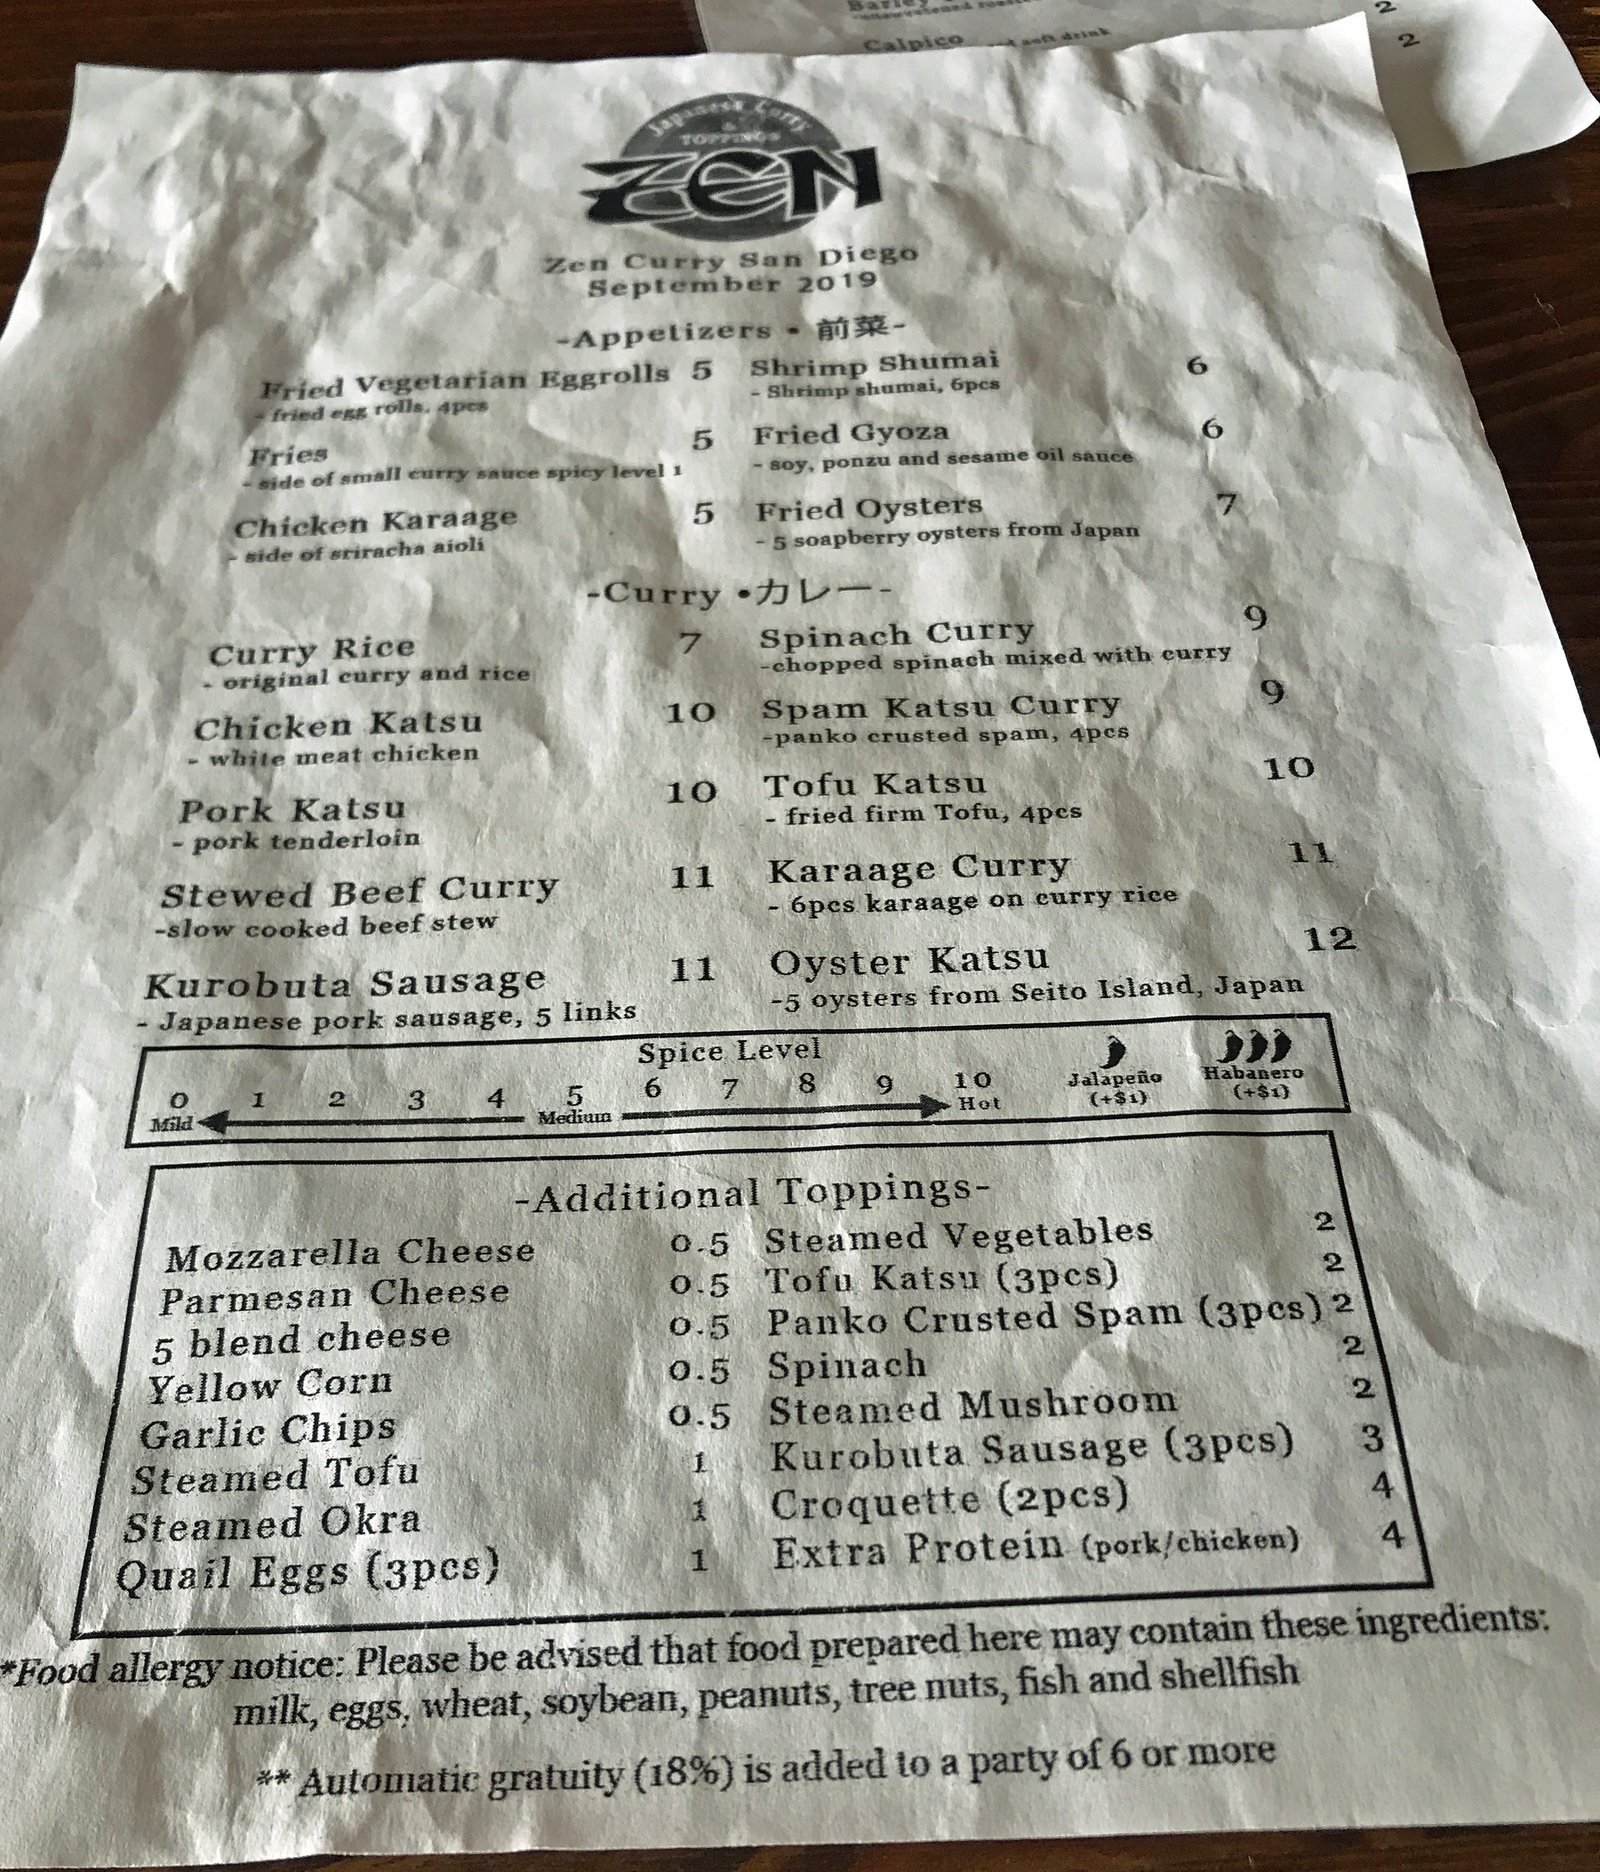 Barley
unsweetened
2
Calpico
and soft drink
2
Japanese Curry
&
TOPPINGS
ZEN
Zen Curry San Diego
September 2019
-Appetizers • 前菜-
Fried Vegetarian Eggrolls 5
- fried egg rolls, 4pcs
Fries 5
- side of small curry sauce spicy level 1
Chicken Karaage 5
- side of sriracha aioli
Shrimp Shumai 6
- Shrimp shumai, 6pcs
Fried Gyoza 6
- soy, ponzu and sesame oil sauce
Fried Oysters 7
- 5 soapberry oysters from Japan
-Curry •カレー-
Curry Rice 7
- original curry and rice
Chicken Katsu 10
- white meat chicken
Pork Katsu 10
- pork tenderloin
Stewed Beef Curry 11
-slow cooked beef stew
Kurobuta Sausage 11
- Japanese pork sausage, 5 links
Spinach Curry 9
-chopped spinach mixed with curry
Spam Katsu Curry 9
-panko crusted spam, 4pcs
Tofu Katsu 10
- fried firm Tofu, 4pcs
Karaage Curry 11
- 6pcs karaage on curry rice
Oyster Katsu 12
-5 oysters from Seito Island, Japan
Spice Level
0 1 2 3 4 5 6 7 8 9 10
Mild Medium Hot
Jalapeño
(+$1)
Habanero
(+$1)
-Additional Toppings-
Mozzarella Cheese 0.5
Parmesan Cheese 0.5
5 blend cheese 0.5
Yellow Corn 0.5
Garlic Chips 0.5
Steamed Tofu 1
Steamed Okra 1
Quail Eggs (3pcs) 1
Steamed Vegetables 2
Tofu Katsu (3pcs) 2
Panko Crusted Spam (3pcs) 2
Spinach 2
Steamed Mushroom 2
Kurobuta Sausage (3pcs) 3
Croquette (2pcs) 4
Extra Protein (pork/chicken) 4
*Food allergy notice: Please be advised that food prepared here may contain these ingredients:
milk, eggs, wheat, soybean, peanuts, tree nuts, fish and shellfish
** Automatic gratuity (18%) is added to a party of 6 or more